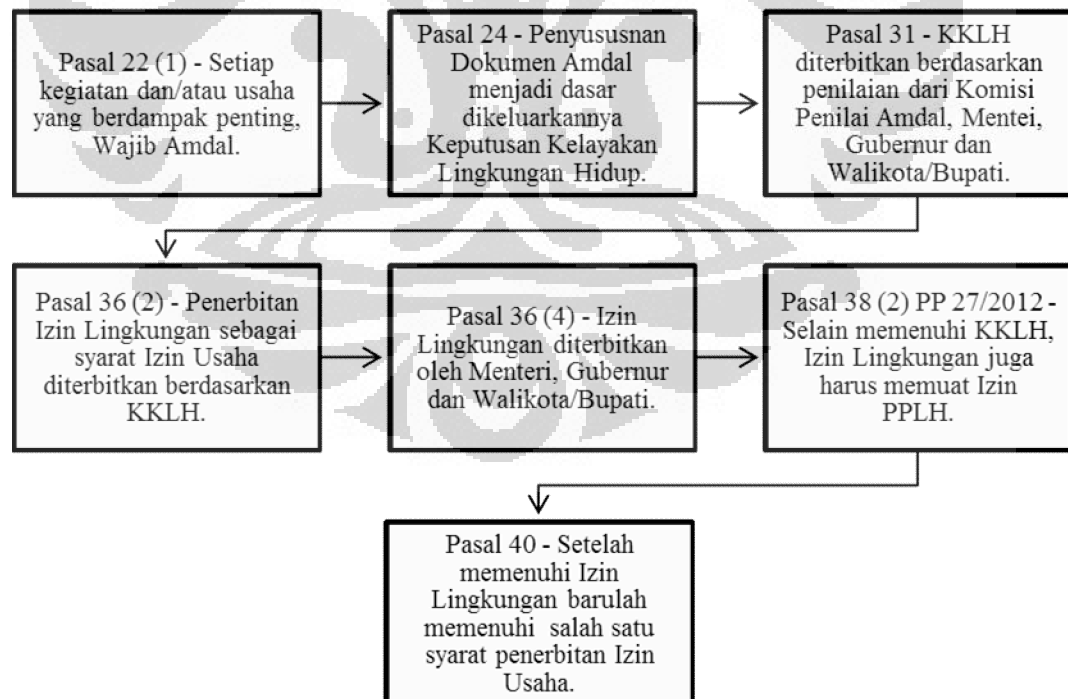 Pasal 22 (1) - Setiap
kegiatan dan/atau usaha
yang berdampak penting,
Wajib Amdal.
Pasal 24 - Penyususnan
Dokumen Amdal
menjadi dasar
dikeluarkannya
Keputusan Kelayakan
Lingkungan Hidup.
Pasal 31 - KKLH
diterbitkan berdasarkan
penilaian dari Komisi
Penilai Amdal, Mentei,
Gubernur dan
Walikota/Bupati.
Pasal 36 (2) - Penerbitan
Izin Lingkungan sebagai
syarat Izin Usaha
diterbitkan berdasarkan
KKLH.
Pasal 36 (4) - Izin
Lingkungan diterbitkan
oleh Menteri, Gubernur
dan Walikota/Bupati.
Pasal 38 (2) PP 27/2012 -
Selain memenuhi KKLH,
Izin Lingkungan juga
harus memuat Izin
PPLH.
Pasal 40 - Setelah
memenuhi Izin
Lingkungan barulah
memenuhi salah satu
syarat penerbitan Izin
Usaha.